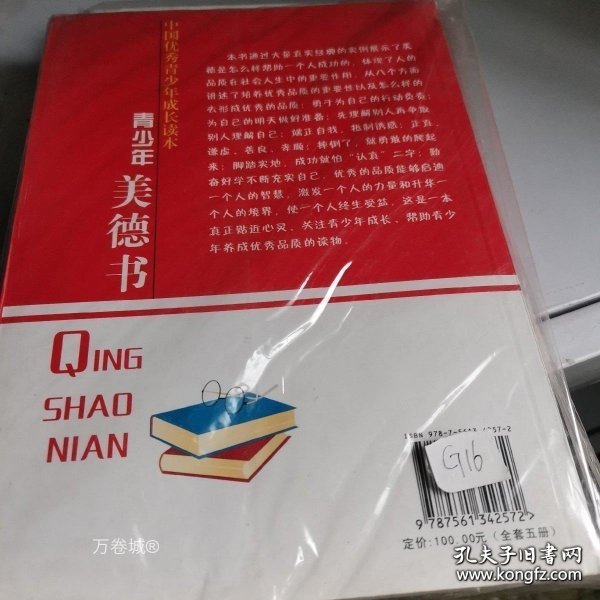 中国优秀青少年成长读本
青少年
美德书
本书通过大量真实经典的实例展示了美
德是怎么样帮助一个人成功的，体现了人的
品质在社会人生中的重要作用，从八个方面
讲述了培养优秀品质的重要性以及怎么样的
去形成优秀的品质：勇于为自己的行动负责；
为自己的明天做好准备；先理解别人再争取
别人理解自己；端正自我，抵制诱惑；正直、
谦虚、善良、孝顺；摔倒了，就勇敢的爬起
来；脚踏实地，成功就怕“认真”二字；勤
奋好学不断充实自己，优秀的品质能够启迪
一个人的智慧，激发一个人的力量和升华一
个人的境界，使一个人终生受益，这是一本
真正贴近心灵、关注青少年成长、帮助青少
年养成优秀品质的读物。
QING
SHAO
NIAN
ISBN 978-7-5613-4257-2
G16
9 787561 342572 >
定价：100.00元（全套五册）
万卷城®
孔夫子旧书网
www.kongfz.com